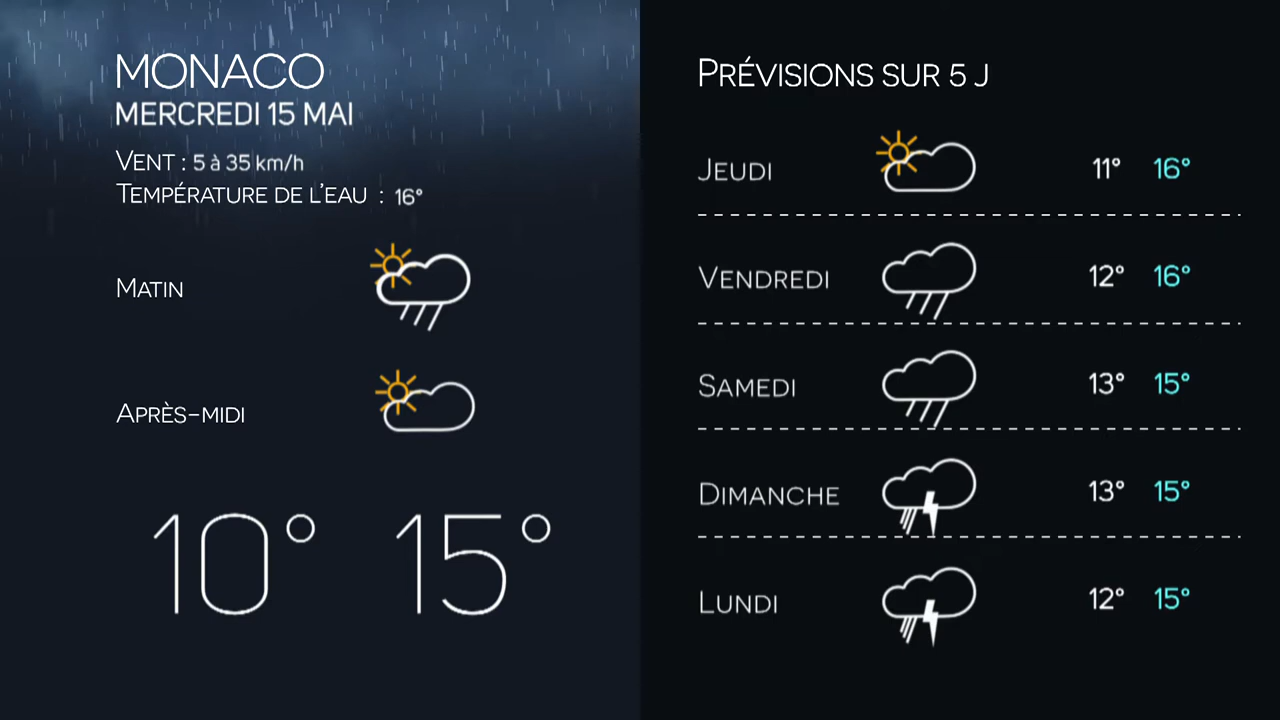 MONACO
MERCREDI 15 MAI
VENT : 5 à 35 km/h
TEMPÉRATURE DE L'EAU : 16°
MATIN
APRÈS-MIDI
10° 15°
PRÉVISIONS SUR 5 J
JEUDI 11° 16°
VENDREDI 12° 16°
SAMEDI 13° 15°
DIMANCHE 13° 15°
LUNDI 12° 15°